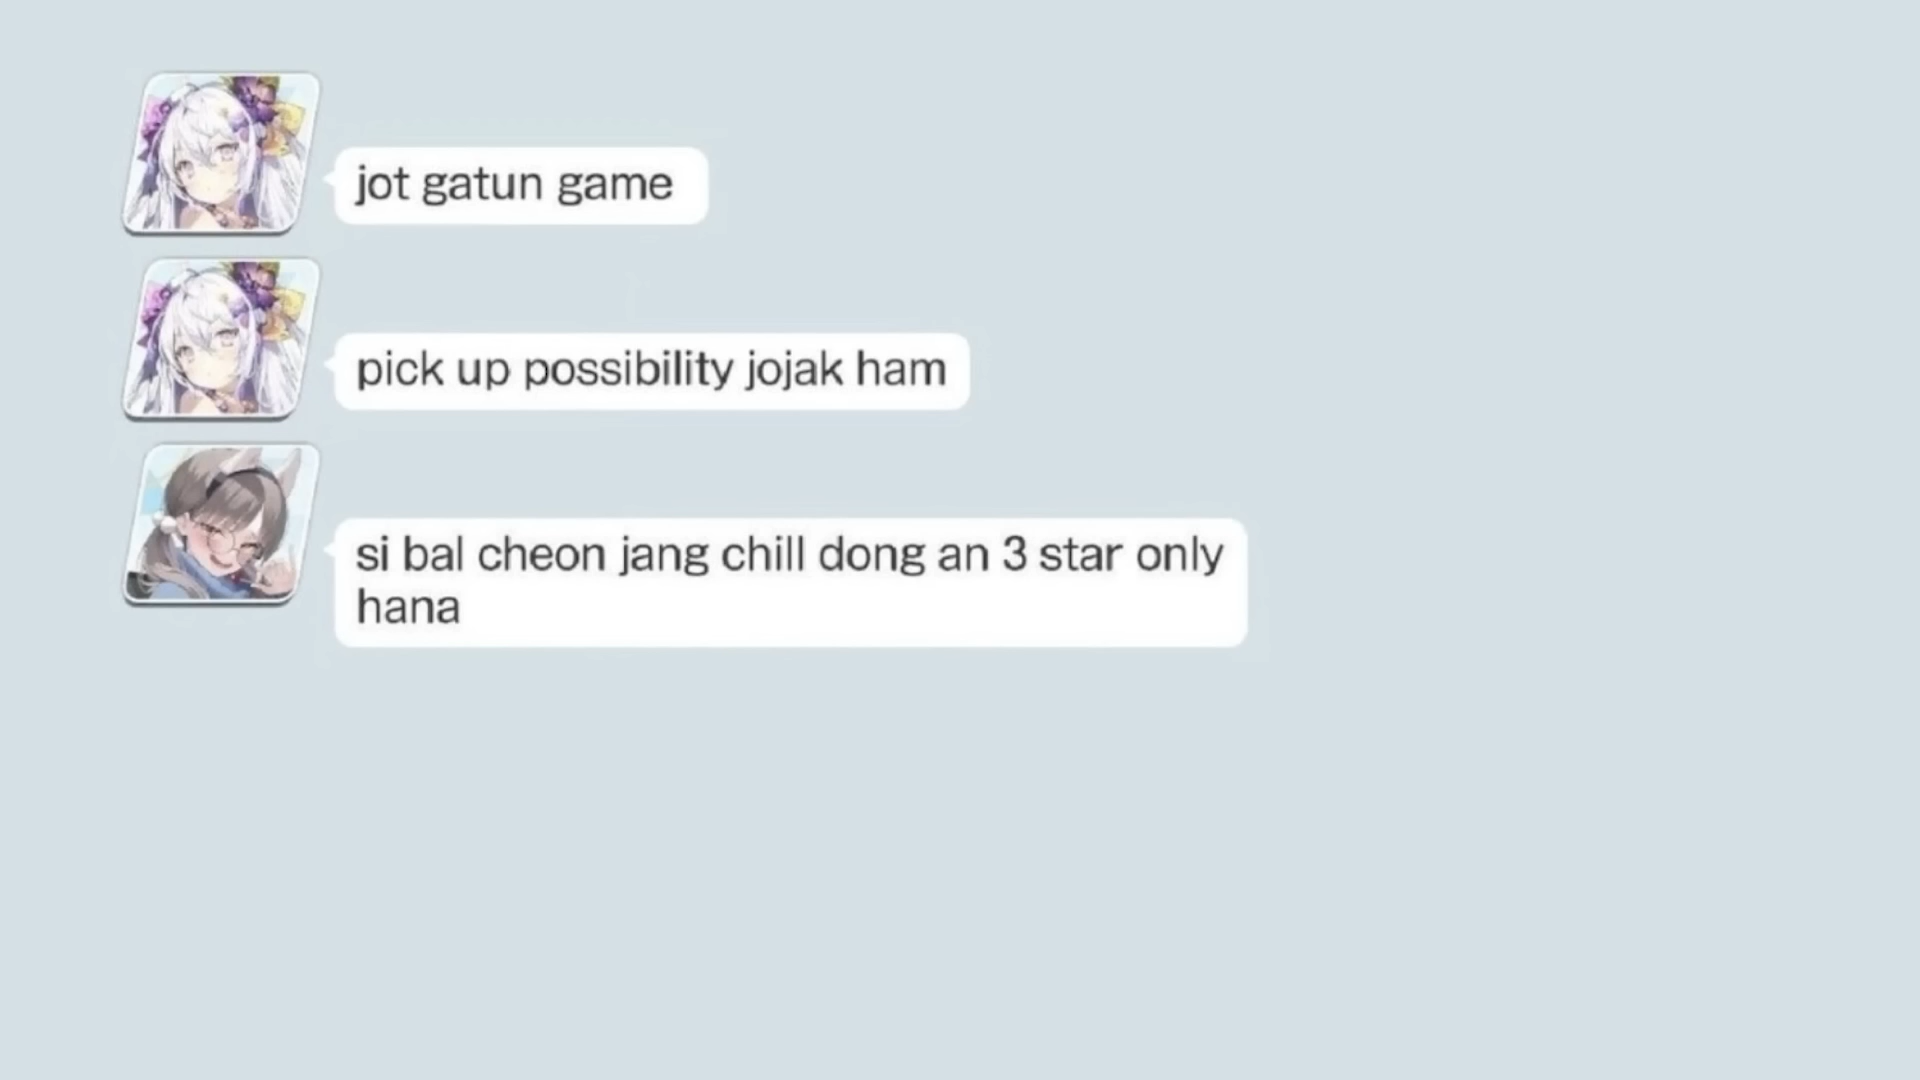 jot gatun game
pick up possibility jojak ham
si bal cheon jang chill dong an 3 star only
hana